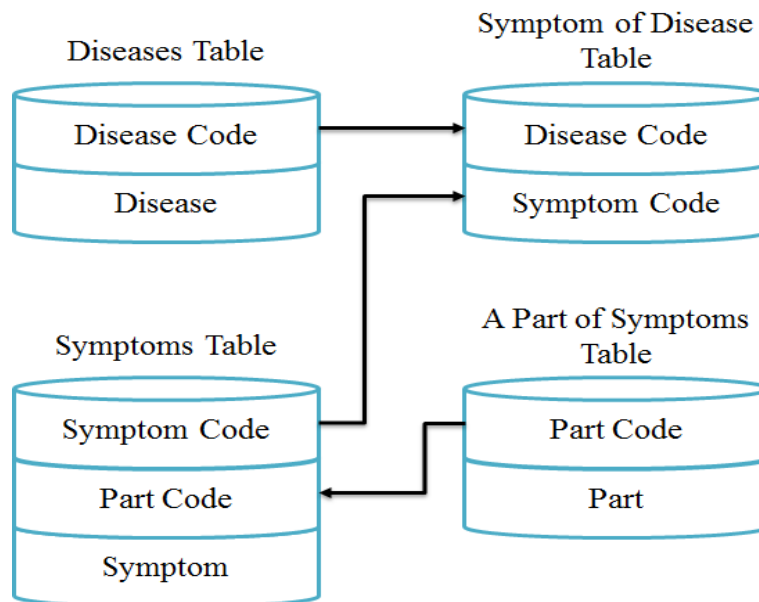 Diseases Table
Disease Code
Disease
Symptom of Disease
Table
Disease Code
Symptom Code
Symptoms Table
Symptom Code
Part Code
Symptom
A Part of Symptoms
Table
Part Code
Part